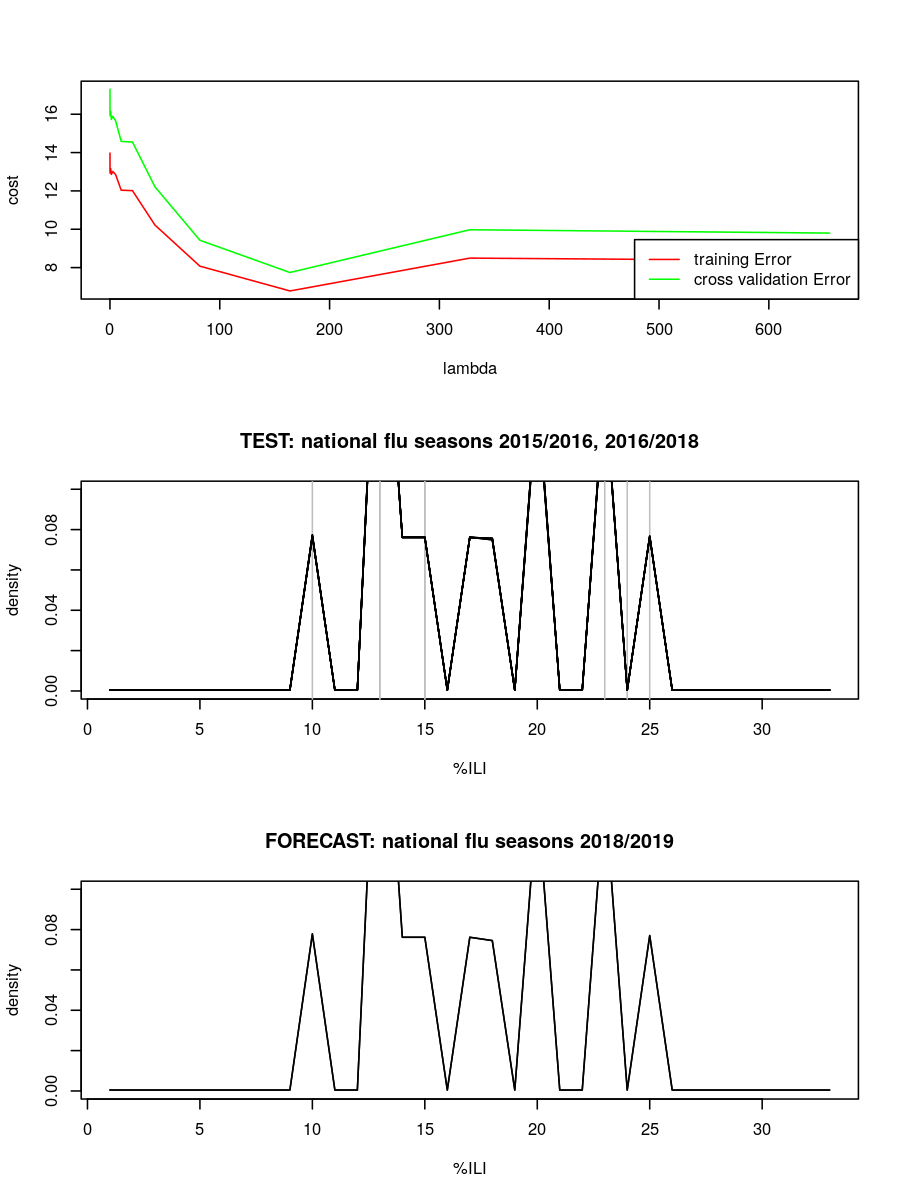 cost
16
14
12
10
8
training Error
cross validation Error
0 100 200 300 400 500 600
lambda
TEST: national flu seasons 2015/2016, 2016/2018
density
0.08
0.04
0.00
0 5 10 15 20 25 30
%ILI
FORECAST: national flu seasons 2018/2019
density
0.08
0.04
0.00
0 5 10 15 20 25 30
%ILI